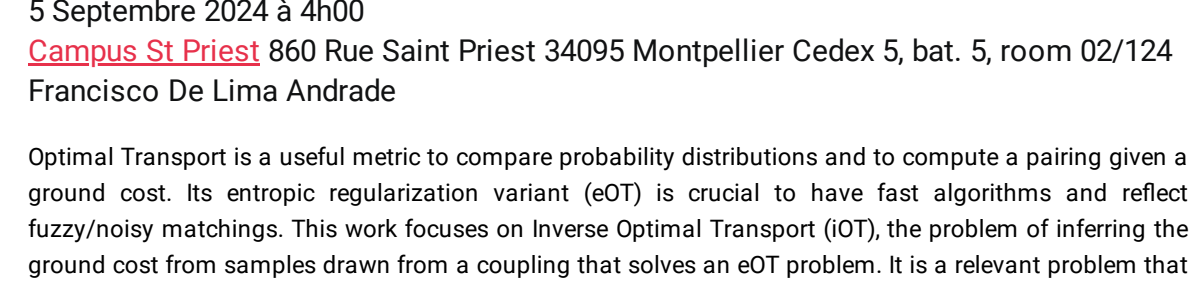 5 Septembre 2024 à 4h00
Campus St Priest 860 Rue Saint Priest 34095 Montpellier Cedex 5, bat. 5, room 02/124
Francisco De Lima Andrade
Optimal Transport is a useful metric to compare probability distributions and to compute a pairing given a
ground cost. Its entropic regularization variant (eOT) is crucial to have fast algorithms and reflect
fuzzy/noisy matchings. This work focuses on Inverse Optimal Transport (iOT), the problem of inferring the
ground cost from samples drawn from a coupling that solves an eOT problem. It is a relevant problem that